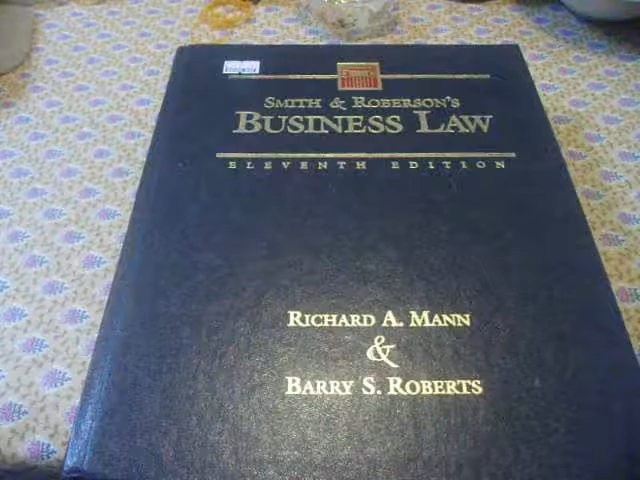 SMITH & ROBERSON'S
BUSINESS LAW
ELEVENTH EDITION
RICHARD A. MANN
&
BARRY S. ROBERTS